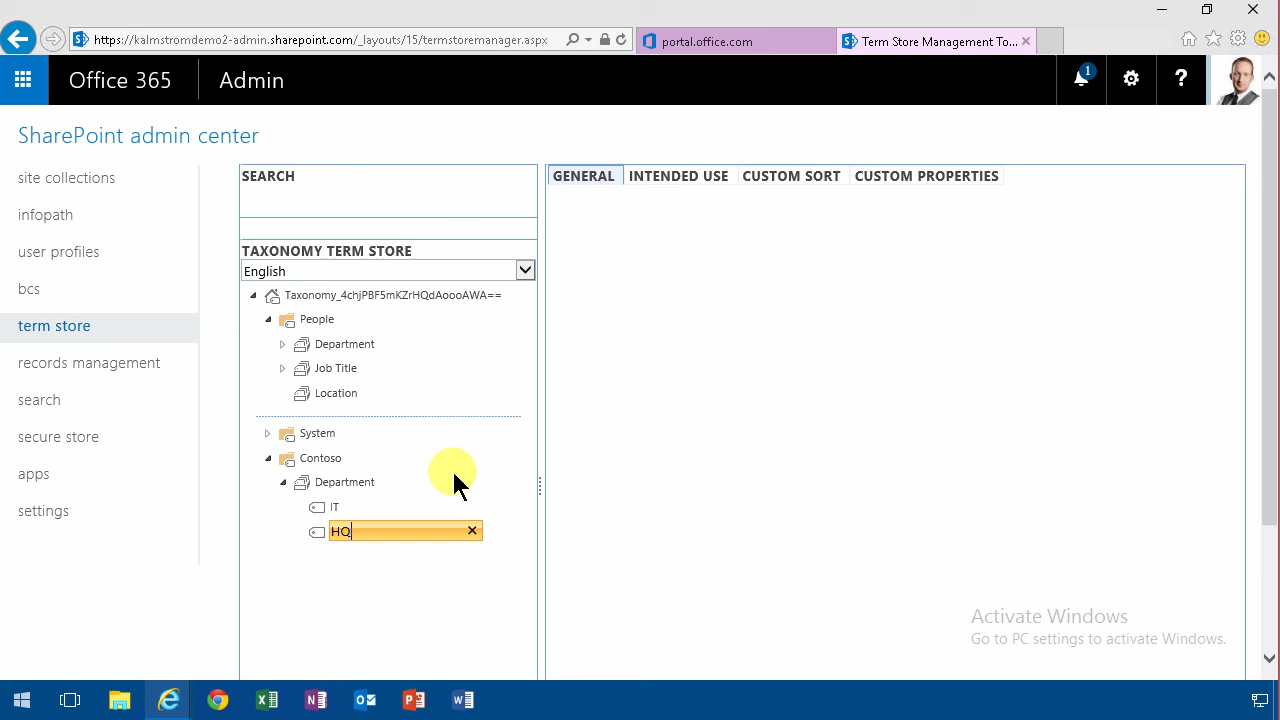 https://kalmstromdemo2-admin.sharepoint.com/_layouts/15/termstoremanager.aspx
portal.office.com
Term Store Management To...
Office 365
Admin
1
?
SharePoint admin center
site collections
infopath
user profiles
bcs
term store
records management
search
secure store
apps
settings
SEARCH
TAXONOMY TERM STORE
English
Taxonomy_4chjPBF5mKZrHQdAoooAWA==
People
Department
Job Title
Location
System
Contoso
Department
IT
HQ
GENERAL
INTENDED USE
CUSTOM SORT
CUSTOM PROPERTIES
Activate Windows
Go to PC settings to activate Windows.